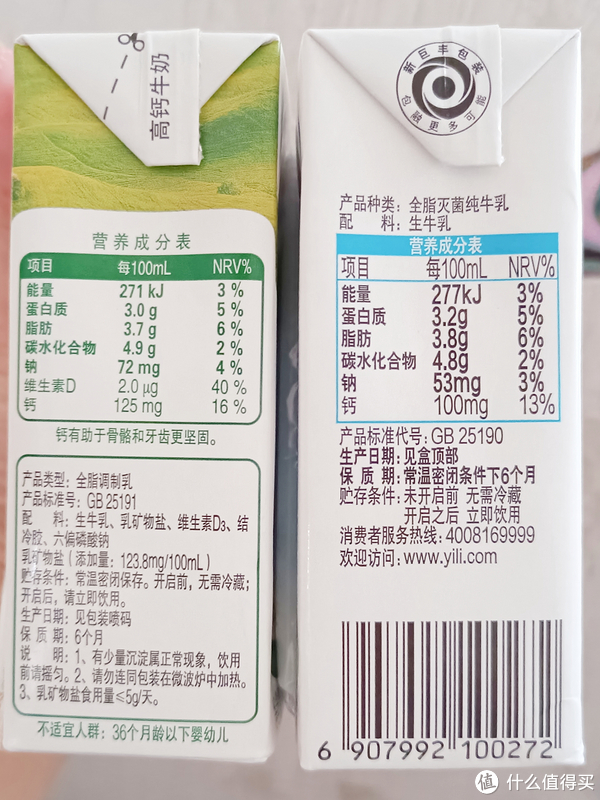 高钙牛奶
营养成分表
项目 每100mL NRV%
能量 271 kJ 3 %
蛋白质 3.0 g 5 %
脂肪 3.7 g 6 %
碳水化合物 4.9 g 2 %
钠 72 mg 4 %
维生素D 2.0 μg 40 %
钙 125 mg 16 %
钙有助于骨骼和牙齿更坚固。
产品类型: 全脂调制乳
产品标准号: GB 25191
配 料: 生牛乳、乳矿物盐、维生素D₃、结
冷胶、六偏磷酸钠
乳矿物盐(添加量: 123.8mg/100mL)
贮存条件: 常温密闭保存。开启前,无需冷藏;
开启后,请立即饮用。
生产日期: 见包装喷码
保 质 期: 6个月
说 明: 1、有少量沉淀属正常现象,饮用
前请摇匀。2、请勿连同包装在微波炉中加热。
3、乳矿物盐食用量≤5g/天。
不适宜人群: 36个月龄以下婴幼儿
新巨丰包装
包融更多可能
产品种类: 全脂灭菌纯牛乳
配 料: 生牛乳
营养成分表
项目 每100mL NRV%
能量 277kJ 3%
蛋白质 3.2g 5%
脂肪 3.8g 6%
碳水化合物 4.8g 2%
钠 53mg 3%
钙 100mg 13%
产品标准代号: GB 25190
生产日期: 见盒顶部
保 质 期: 常温密闭条件下6个月
贮存条件: 未开启前 无需冷藏
开启之后 立即饮用
消费者服务热线: 4008169999
欢迎访问: www.yili.com
6 907992 100272
值 什么值得买